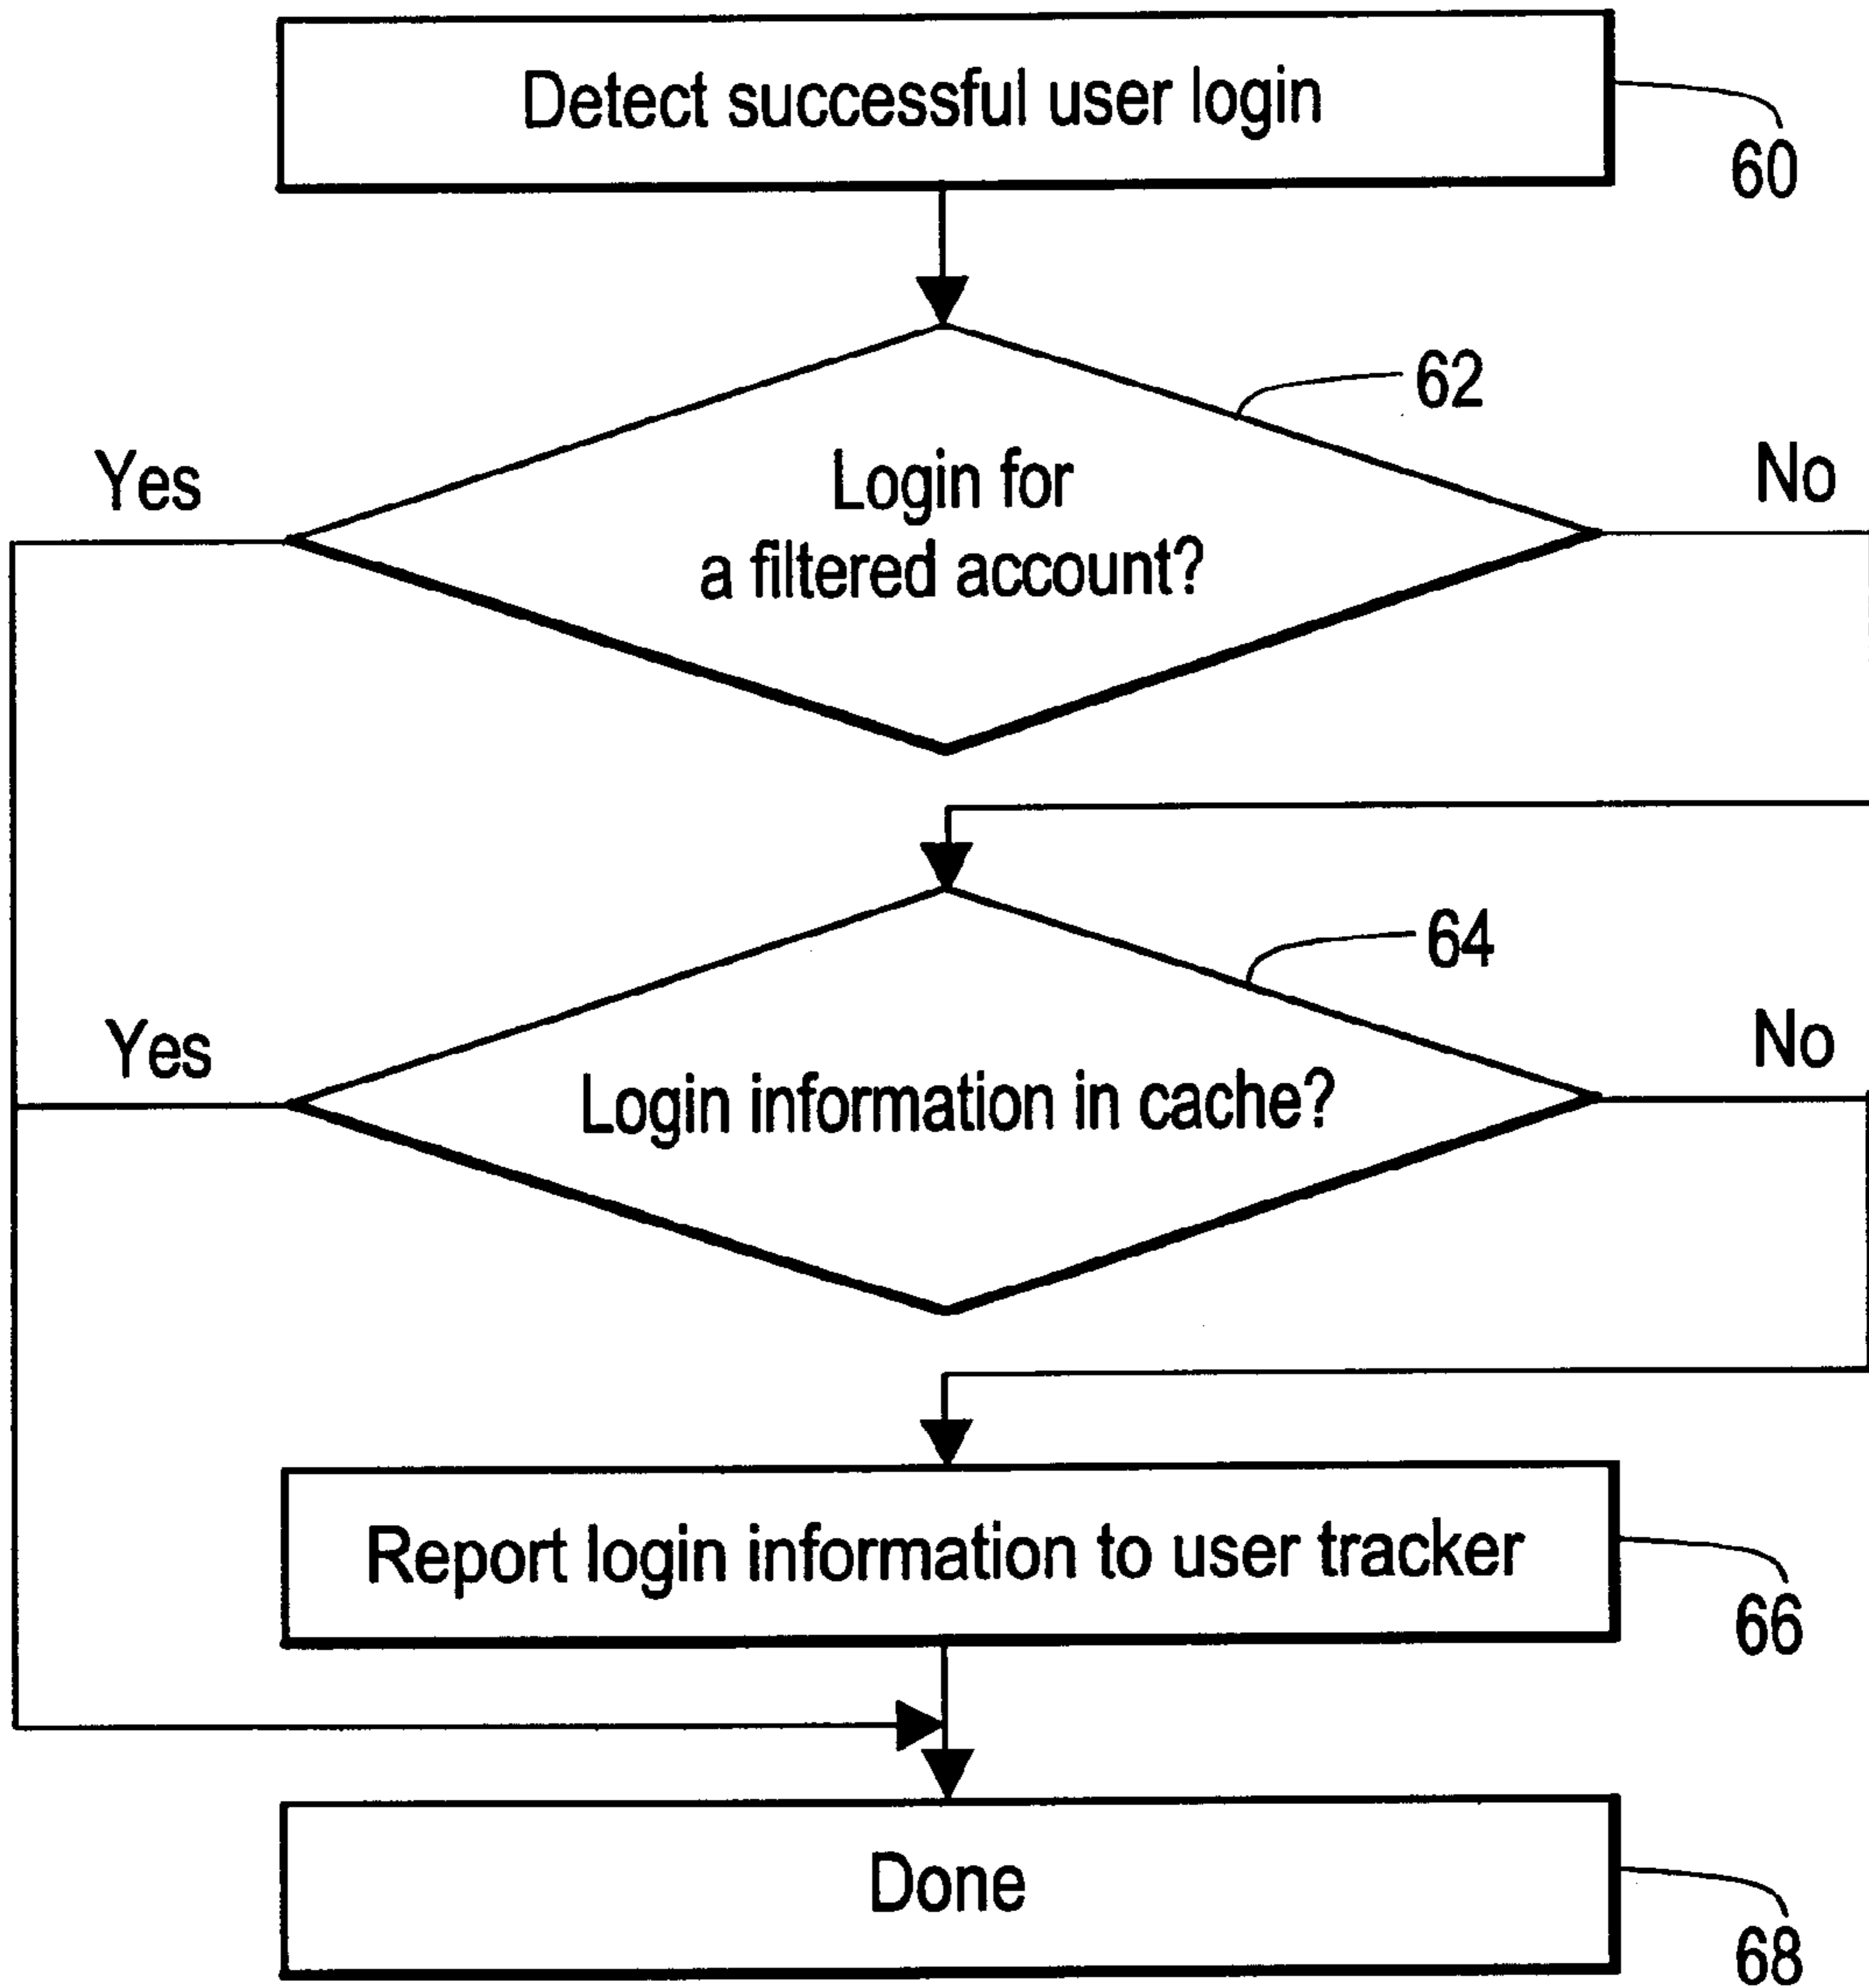 Detect successful user login
60
62
Yes
No
Login for
a filtered account?
64
Yes
No
Login information in cache?
Report login information to user tracker
66
Done
68